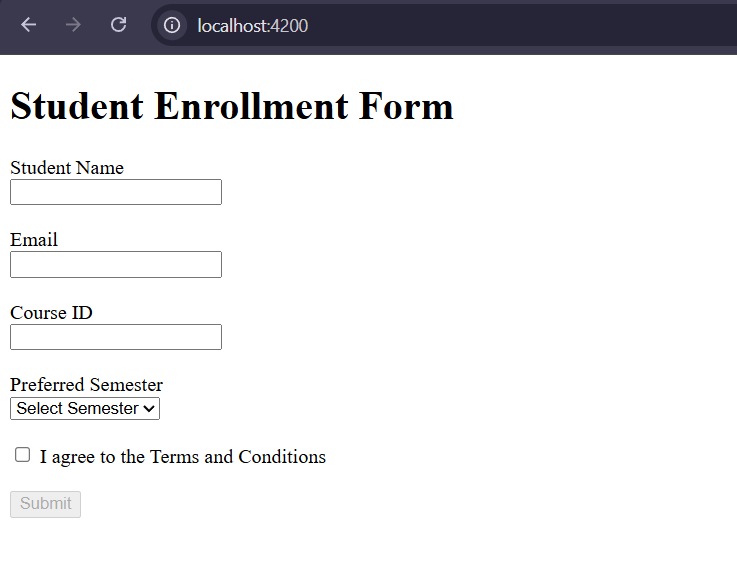 localhost:4200
Student Enrollment Form
Student Name
Email
Course ID
Preferred Semester
Select Semester
I agree to the Terms and Conditions
Submit